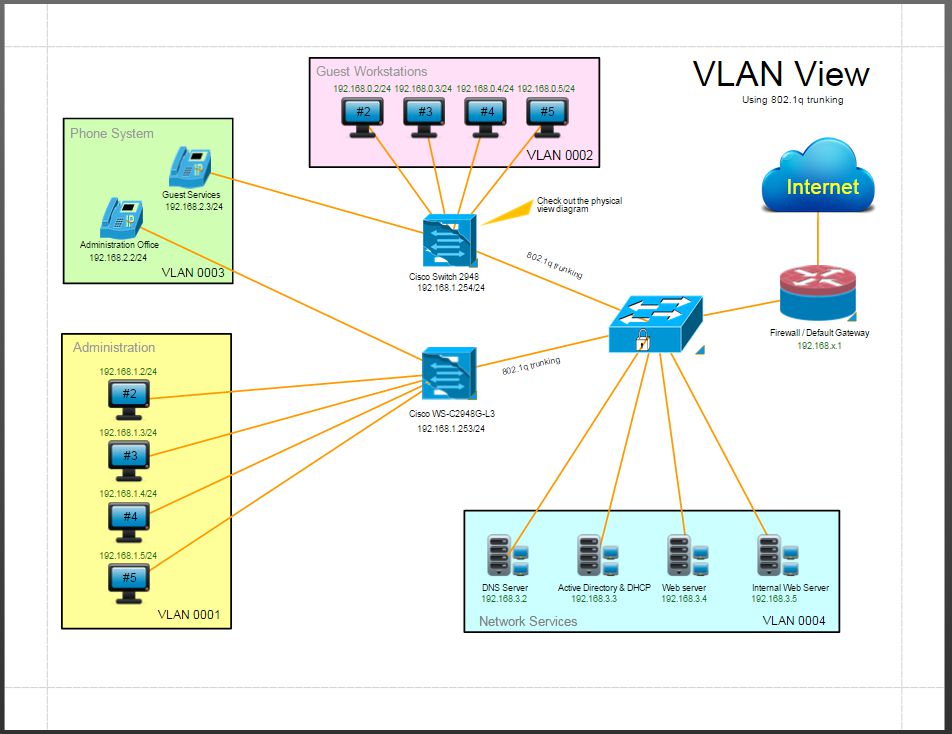 VLAN View
Using 802.1q trunking
Guest Workstations
192.168.0.2/24 192.168.0.3/24 192.168.0.4/24 192.168.0.5/24
#2 #3 #4 #5
VLAN 0002
Phone System
Guest Services
192.168.2.3/24
Administration Office
192.168.2.2/24
VLAN 0003
Check out the physical
view diagram
Cisco Switch 2948
192.168.1.254/24
802.1q trunking
Internet
Firewall / Default Gateway
192.168.x.1
Administration
192.168.1.2/24
#2
192.168.1.3/24
#3
192.168.1.4/24
#4
192.168.1.5/24
#5
VLAN 0001
802.1q trunking
Cisco WS-C2948G-L3
192.168.1.253/24
DNS Server
192.168.3.2
Active Directory & DHCP
192.168.3.3
Web server
192.168.3.4
Internal Web Server
192.168.3.5
Network Services
VLAN 0004